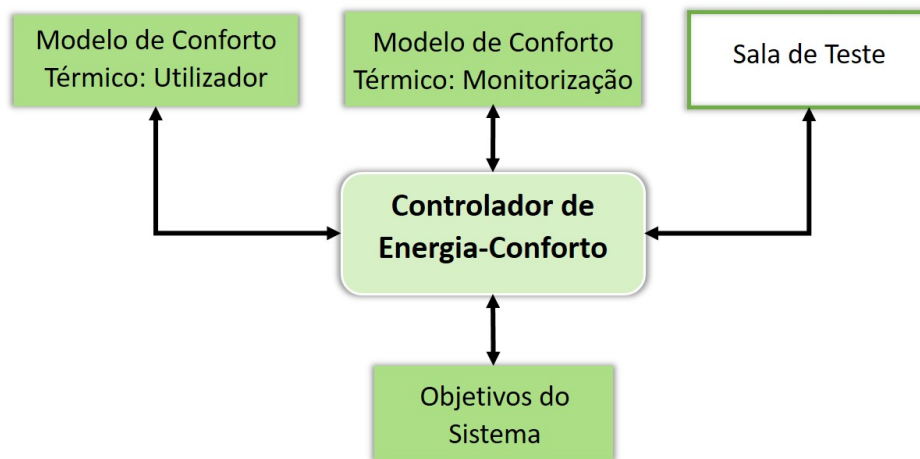 Modelo de Conforto
Térmico: Utilizador
Modelo de Conforto
Térmico: Monitorização
Sala de Teste
Controlador de
Energia-Conforto
Objetivos do
Sistema